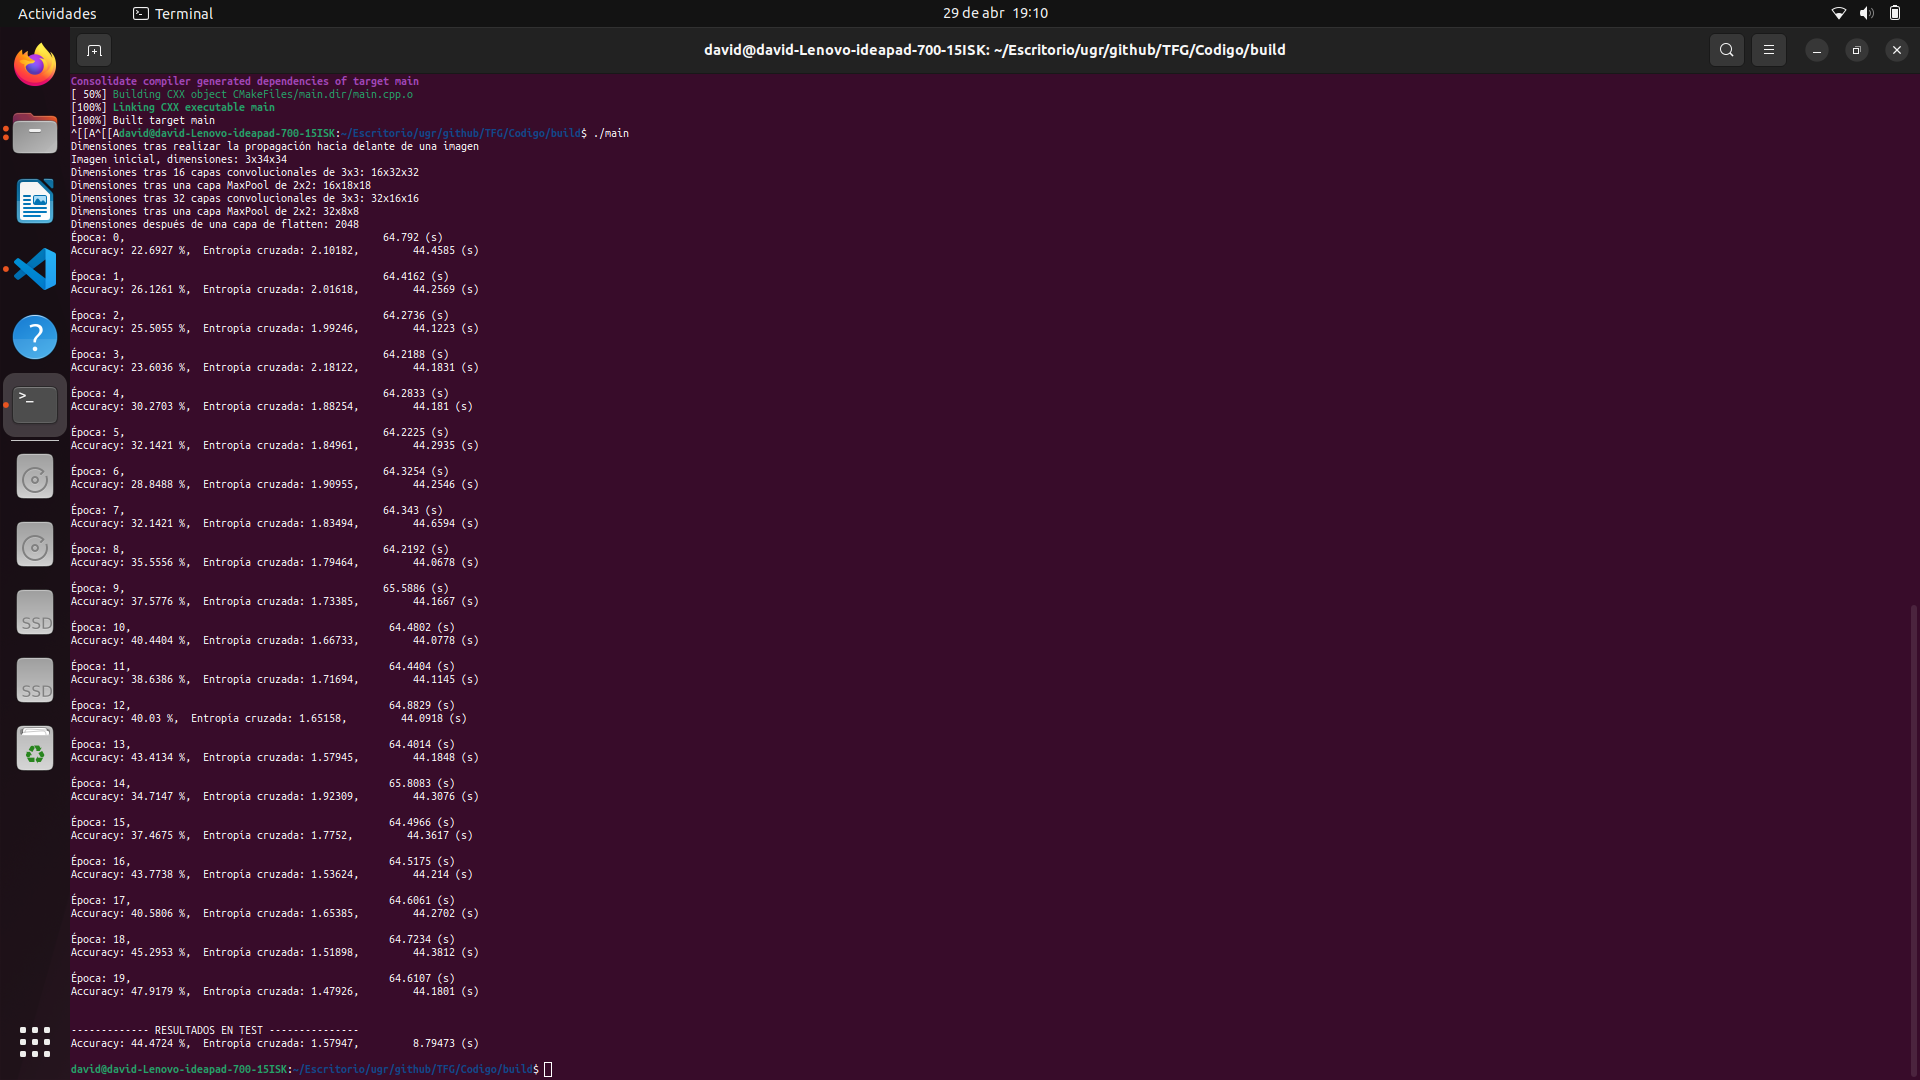 Actividades Terminal 29 de abr 19:10
david@david-Lenovo-ideapad-700-15ISK: ~/Escritorio/ugr/github/TFG/Codigo/build
Consolidate compiler generated dependencies of target main
[ 50%] Building CXX object CMakeFiles/main.dir/main.cpp.o
[100%] Linking CXX executable main
[100%] Built target main
^[[A^[[Adavid@david-Lenovo-ideapad-700-15ISK:~/Escritorio/ugr/github/TFG/Codigo/build$ ./main
Dimensiones tras realizar la propagación hacia delante de una imagen
Imagen inicial, dimensiones: 3x34x34
Dimensiones tras 16 capas convolucionales de 3x3: 16x32x32
Dimensiones tras una capa MaxPool de 2x2: 16x18x18
Dimensiones tras 32 capas convolucionales de 3x3: 32x16x16
Dimensiones tras una capa MaxPool de 2x2: 32x8x8
Dimensiones después de una capa de flatten: 2048
Época: 0, 64.792 (s)
Accuracy: 22.6927 %, Entropía cruzada: 2.10182, 44.4585 (s)
Época: 1, 64.4162 (s)
Accuracy: 26.1261 %, Entropía cruzada: 2.01618, 44.2569 (s)
Época: 2, 64.2736 (s)
Accuracy: 25.5055 %, Entropía cruzada: 1.99246, 44.1223 (s)
Época: 3, 64.2188 (s)
Accuracy: 23.6036 %, Entropía cruzada: 2.18122, 44.1831 (s)
Época: 4, 64.2833 (s)
Accuracy: 30.2703 %, Entropía cruzada: 1.88254, 44.181 (s)
Época: 5, 64.2225 (s)
Accuracy: 32.1421 %, Entropía cruzada: 1.84961, 44.2935 (s)
Época: 6, 64.3254 (s)
Accuracy: 28.8488 %, Entropía cruzada: 1.90955, 44.2546 (s)
Época: 7, 64.343 (s)
Accuracy: 32.1421 %, Entropía cruzada: 1.83494, 44.6594 (s)
Época: 8, 64.2192 (s)
Accuracy: 35.5556 %, Entropía cruzada: 1.79464, 44.0678 (s)
Época: 9, 65.5886 (s)
Accuracy: 37.5776 %, Entropía cruzada: 1.73385, 44.1667 (s)
Época: 10, 64.4802 (s)
Accuracy: 40.4404 %, Entropía cruzada: 1.66733, 44.0778 (s)
Época: 11, 64.4404 (s)
Accuracy: 38.6386 %, Entropía cruzada: 1.71694, 44.1145 (s)
Época: 12, 64.8829 (s)
Accuracy: 40.03 %, Entropía cruzada: 1.65158, 44.0918 (s)
Época: 13, 64.4014 (s)
Accuracy: 43.4134 %, Entropía cruzada: 1.57945, 44.1848 (s)
Época: 14, 65.8083 (s)
Accuracy: 34.7147 %, Entropía cruzada: 1.92309, 44.3076 (s)
Época: 15, 64.4966 (s)
Accuracy: 37.4675 %, Entropía cruzada: 1.7752, 44.3617 (s)
Época: 16, 64.5175 (s)
Accuracy: 43.7738 %, Entropía cruzada: 1.53624, 44.214 (s)
Época: 17, 64.6061 (s)
Accuracy: 40.5806 %, Entropía cruzada: 1.65385, 44.2702 (s)
Época: 18, 64.7234 (s)
Accuracy: 45.2953 %, Entropía cruzada: 1.51898, 44.3812 (s)
Época: 19, 64.6107 (s)
Accuracy: 47.9179 %, Entropía cruzada: 1.47926, 44.1801 (s)
------------- RESULTADOS EN TEST ---------------
Accuracy: 44.4724 %, Entropía cruzada: 1.57947, 8.79473 (s)
david@david-Lenovo-ideapad-700-15ISK:~/Escritorio/ugr/github/TFG/Codigo/build$
SSD
SSD